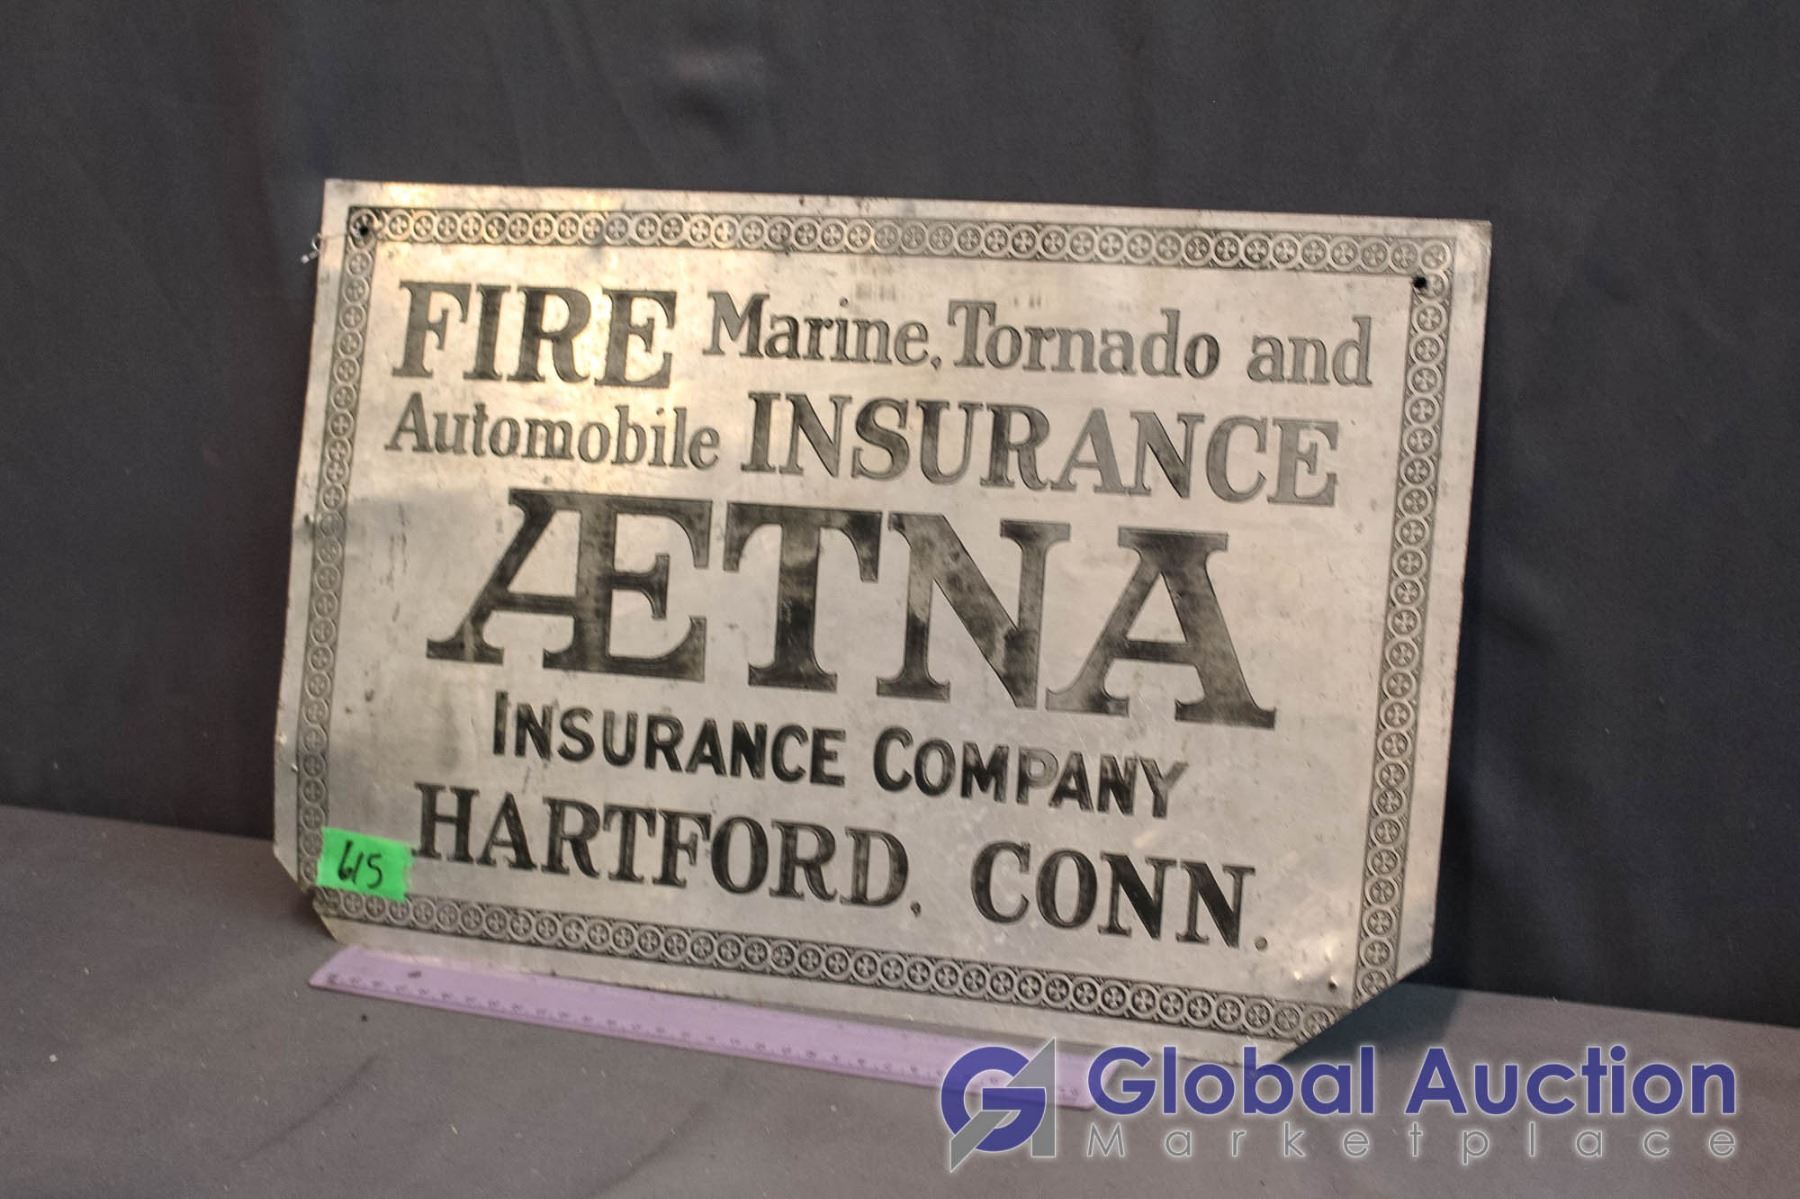 FIRE Marine, Tornado and
Automobile INSURANCE
ÆTNA
INSURANCE COMPANY
HARTFORD. CONN.
615
Global Auction
Marketplace